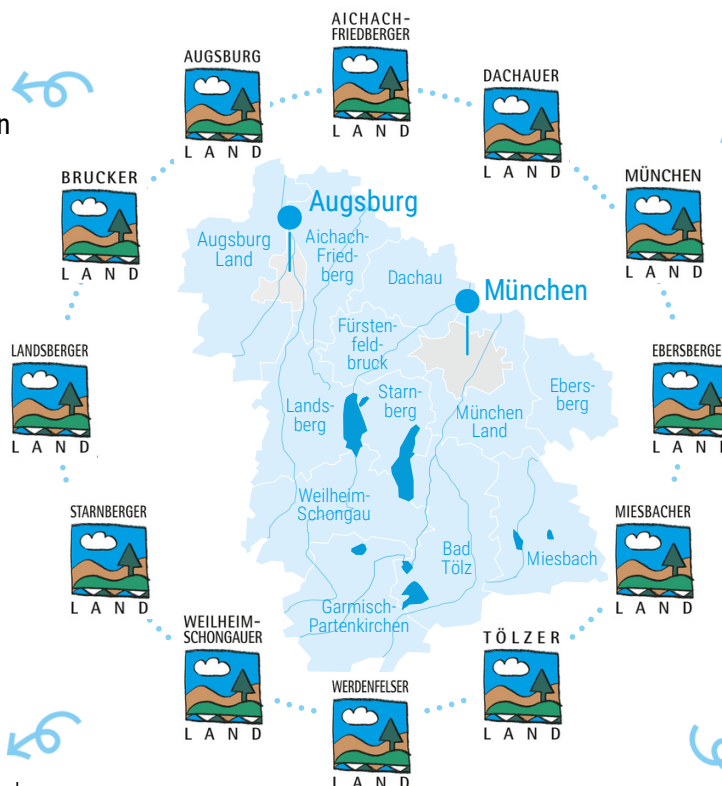 AICHACH-
FRIEDBERGER
LAND
AUGSBURG
LAND
DACHAUER
LAND
n
BRUCKER
LAND
MÜNCHEN
LAND
Augsburg
Augsburg
Land
Aichach-
Fried-
berg
Dachau
München
Fürsten-
feld-
bruck
LANDSBERGER
LAND
EBERSBERGE
LAN
Lands-
berg
Starn-
berg
München
Land
Ebers-
berg
Weilheim-
Schongau
STARNBERGER
LAND
MIESBACHER
LAND
Bad
Tölz
Miesbach
Garmisch-
Partenkirchen
WEILHEIM-
SCHONGAUER
LAND
TÖLZER
LAND
WERDENFELSER
LAND